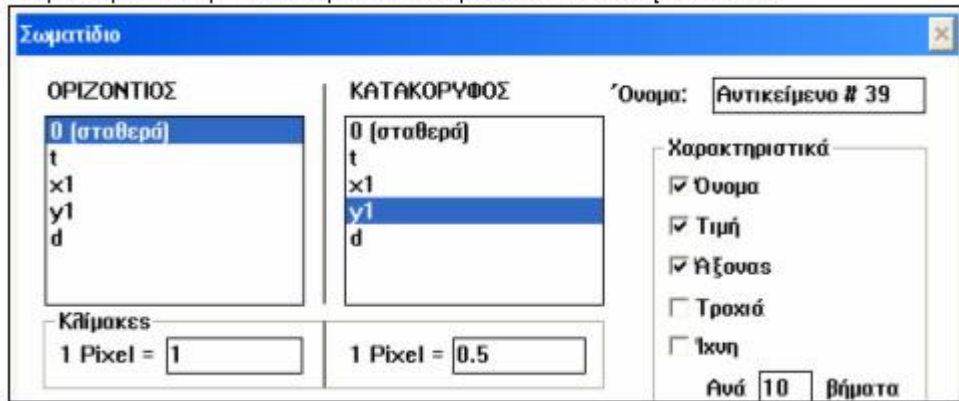 Σωματίδιο
ΟΡΙΖΟΝΤΙΟΣ
0 (σταθερά)
t
x1
y1
d
ΚΑΤΑΚΟΡΥΦΟΣ
0 (σταθερά)
t
x1
y1
d
Όνομα: Αντικείμενο # 39
Χαρακτηριστικά
Όνομα
Τιμή
Άξονας
Τροχιά
Ίχνη
Ανά 10 βήματα
Κλίμακες
1 Pixel = 1
1 Pixel = 0.5